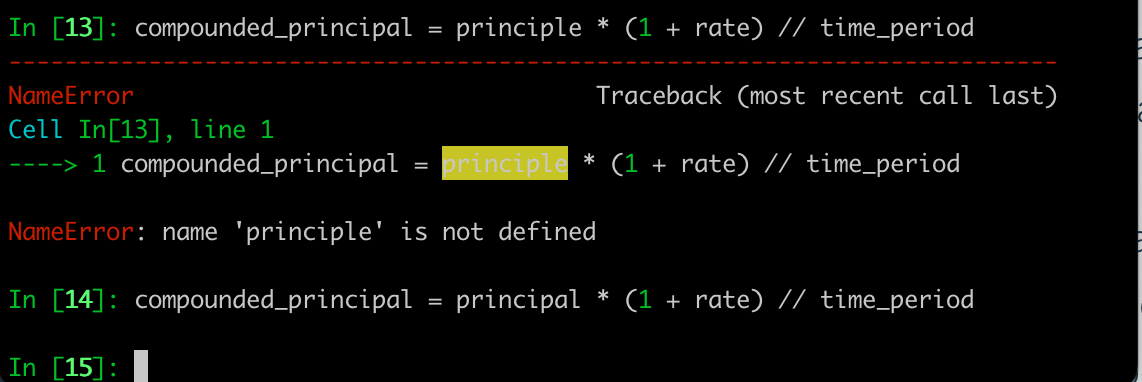 In [13]: compounded_principal = principle * (1 + rate) // time_period
---------------------------------------------------------------------------
NameError                                 Traceback (most recent call last)
Cell In[13], line 1
----> 1 compounded_principal = principle * (1 + rate) // time_period
NameError: name 'principle' is not defined
In [14]: compounded_principal = principal * (1 + rate) // time_period
In [15]: